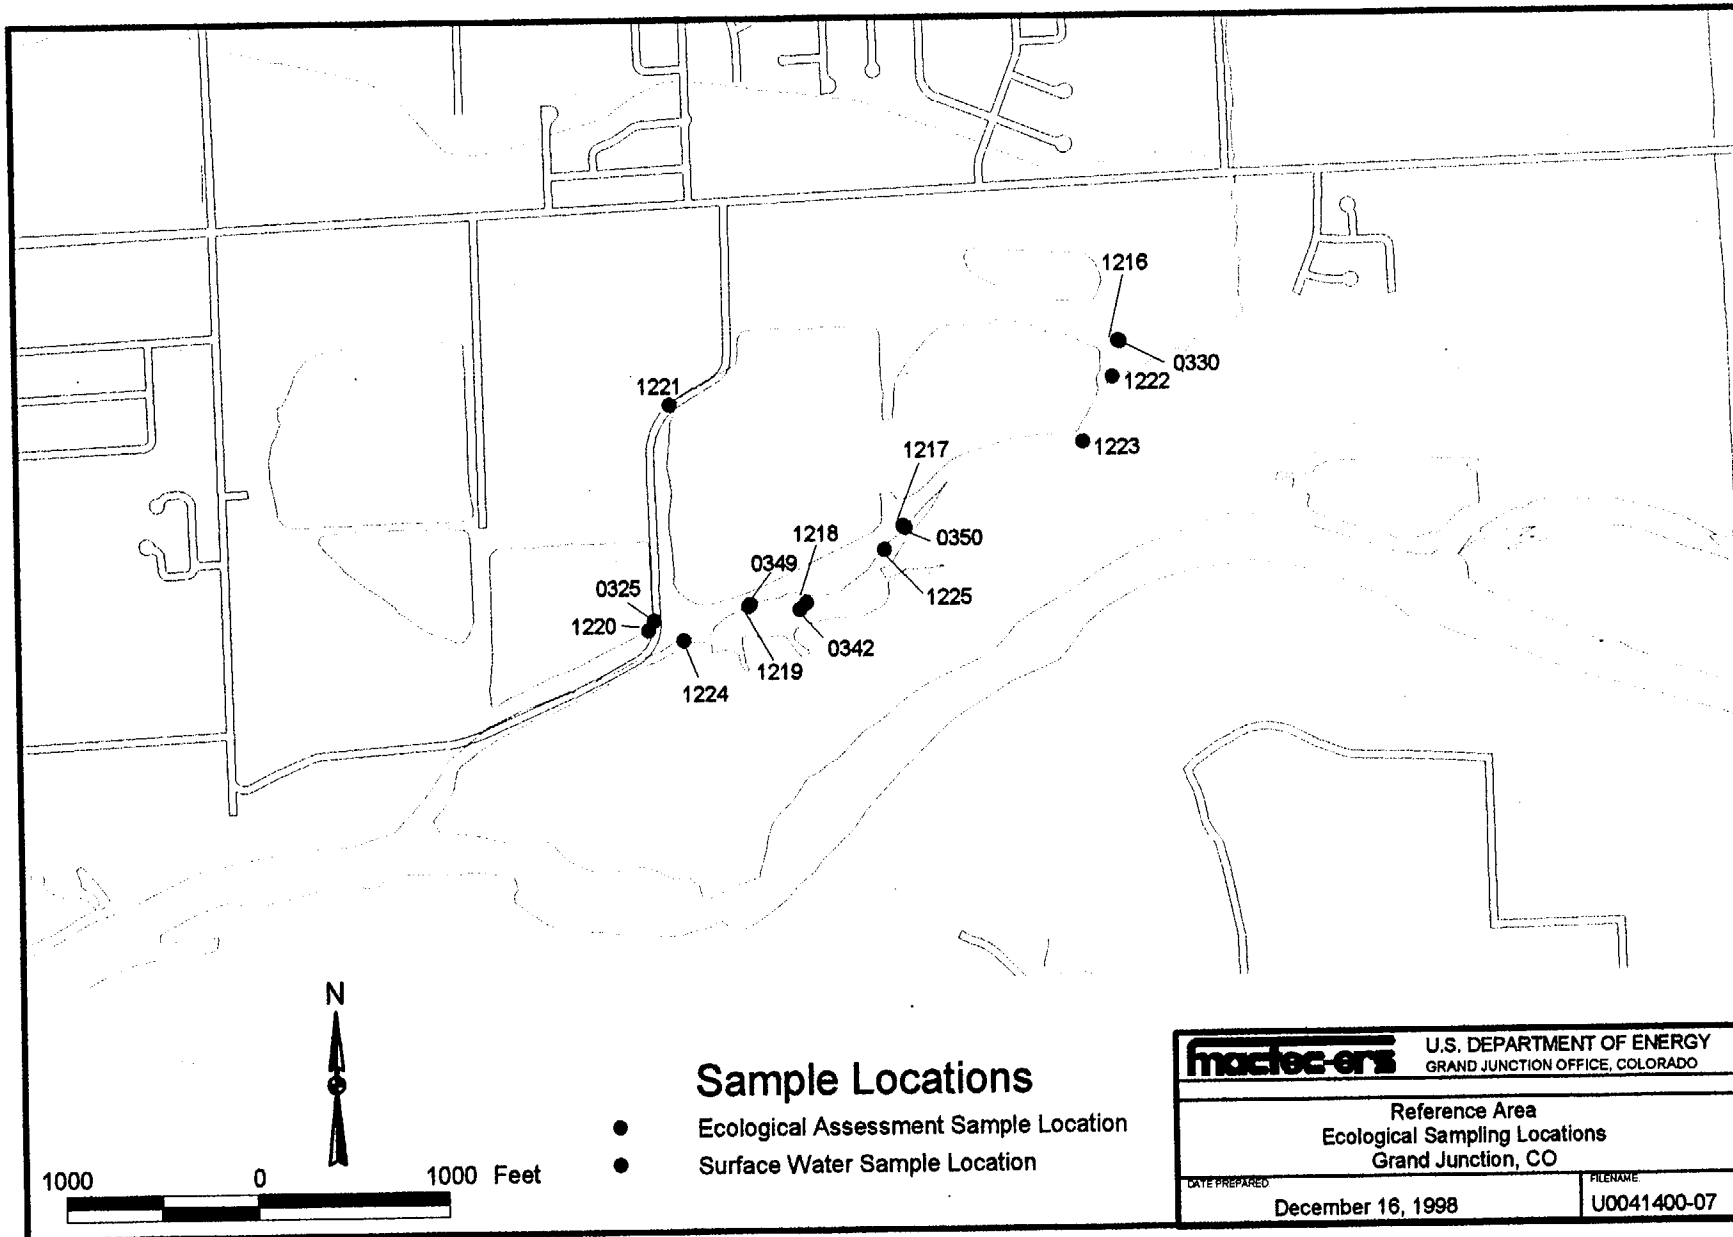 1216
0330
1222
1221
1223
1217
0350
1218
0349
1225
0325
1220
0342
1219
1224
N
Sample Locations
Ecological Assessment Sample Location
Surface Water Sample Location
1000 0 1000 Feet
mactec-ers
U.S. DEPARTMENT OF ENERGY
GRAND JUNCTION OFFICE, COLORADO
Reference Area
Ecological Sampling Locations
Grand Junction, CO
DATE PREPARED:
December 16, 1998
FILENAME:
U0041400-07